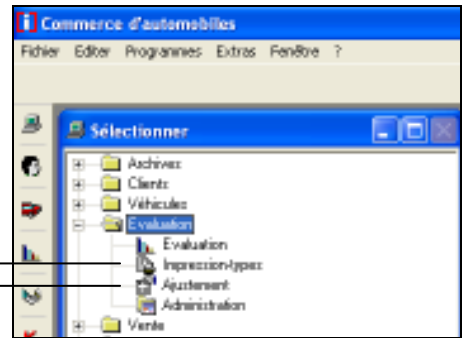 Commerce d'automobiles
Fichier Editer Programmes Extras Fenêtre ?
Sélectionner
Archives
Clients
Véhicules
Evaluation
Evaluation
Impression-types
Ajustement
Administration
Vente